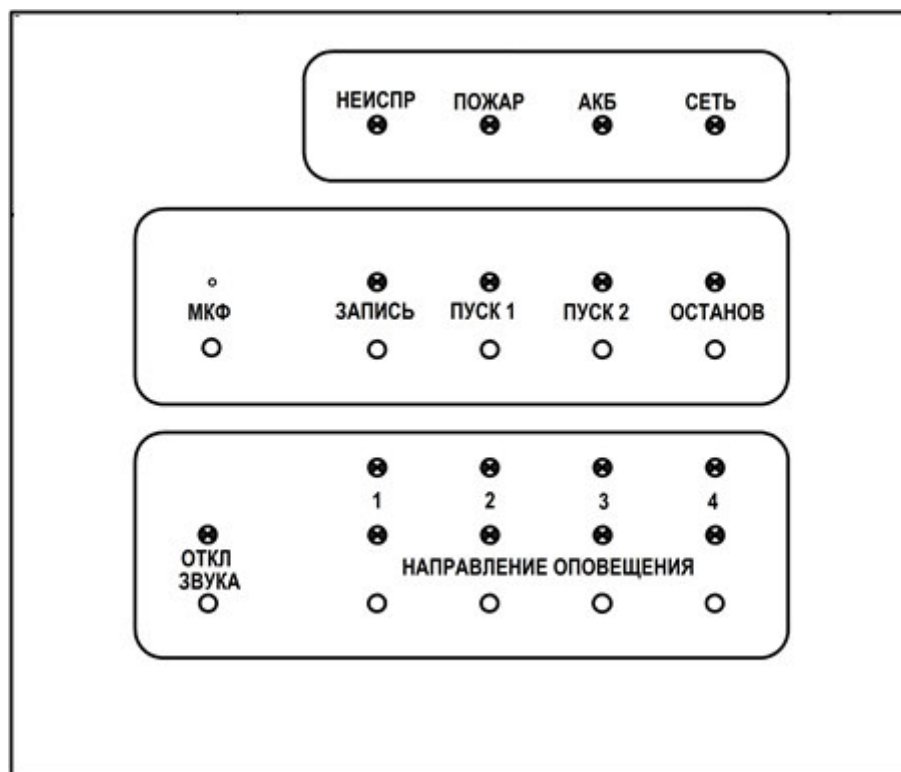 НЕИСПР ПОЖАР АКБ СЕТЬ
МКФ ЗАПИСЬ ПУСК 1 ПУСК 2 ОСТАНОВ
1 2 3 4
ОТКЛ
ЗВУКА
НАПРАВЛЕНИЕ ОПОВЕЩЕНИЯ